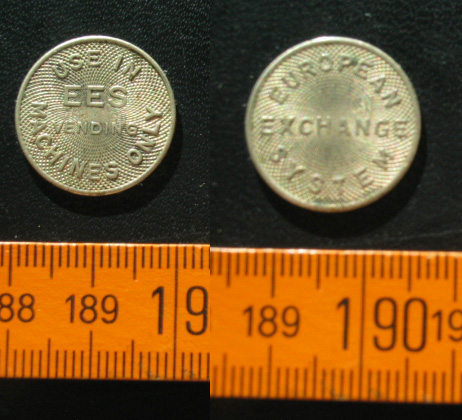 USE IN
EES
VENDING
MACHINES ONLY
EUROPEAN
EXCHANGE
SYSTEM
88 189 19
189 190 19